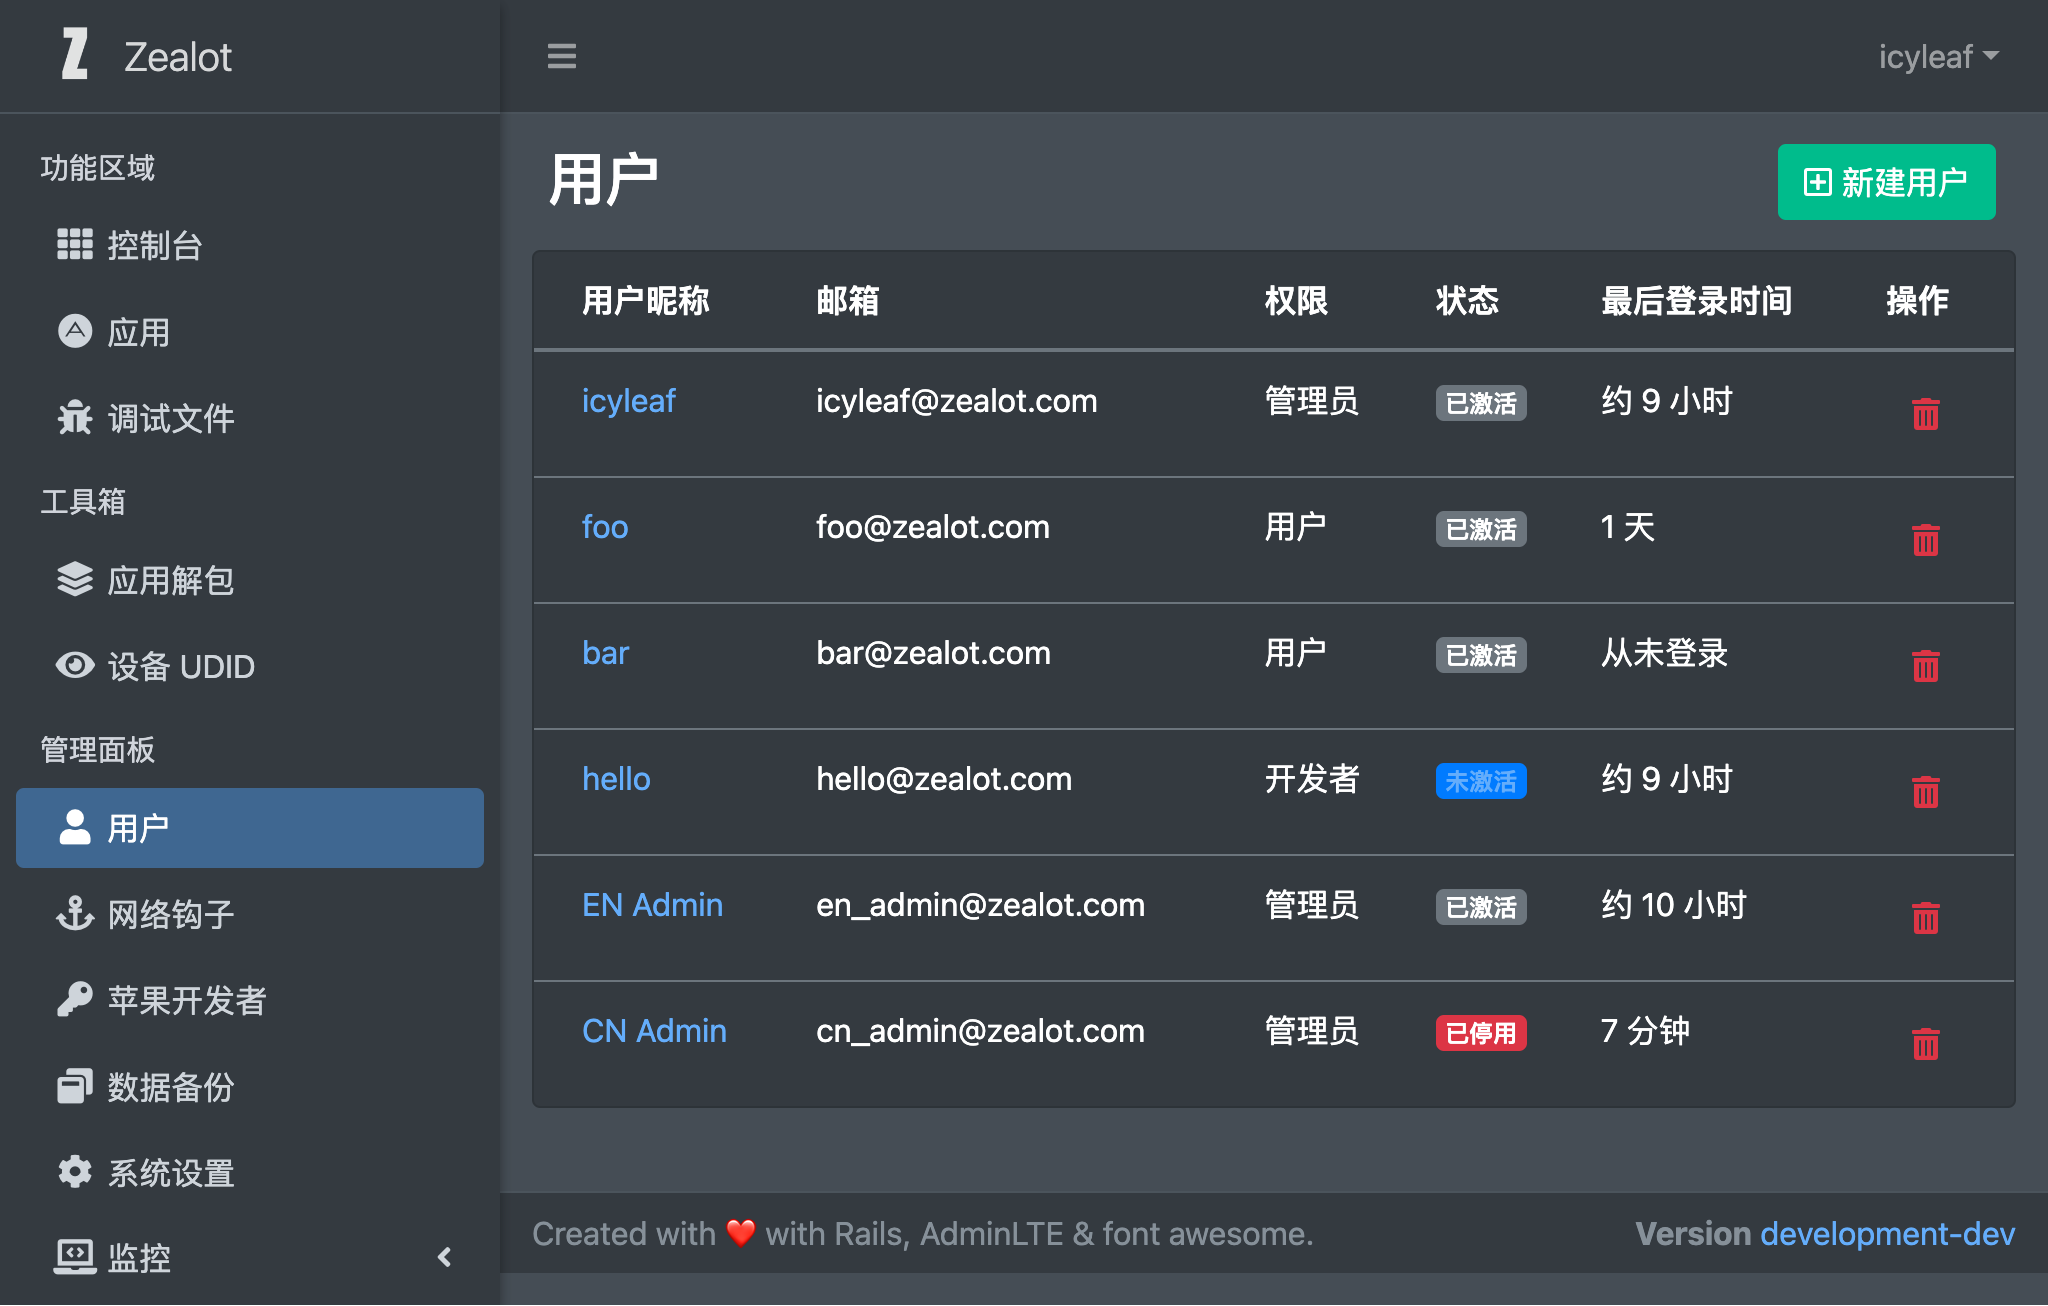 Zealot
icyleaf
功能区域
控制台
应用
调试文件
工具箱
应用解包
设备 UDID
管理面板
用户
网络钩子
苹果开发者
数据备份
系统设置
监控
用户
新建用户
用户昵称 邮箱 权限 状态 最后登录时间 操作
icyleaf icyleaf@zealot.com 管理员 已激活 约 9 小时
foo foo@zealot.com 用户 已激活 1 天
bar bar@zealot.com 用户 已激活 从未登录
hello hello@zealot.com 开发者 未激活 约 9 小时
EN Admin en_admin@zealot.com 管理员 已激活 约 10 小时
CN Admin cn_admin@zealot.com 管理员 已停用 7 分钟
Created with ❤️ with Rails, AdminLTE & font awesome.
Version development-dev